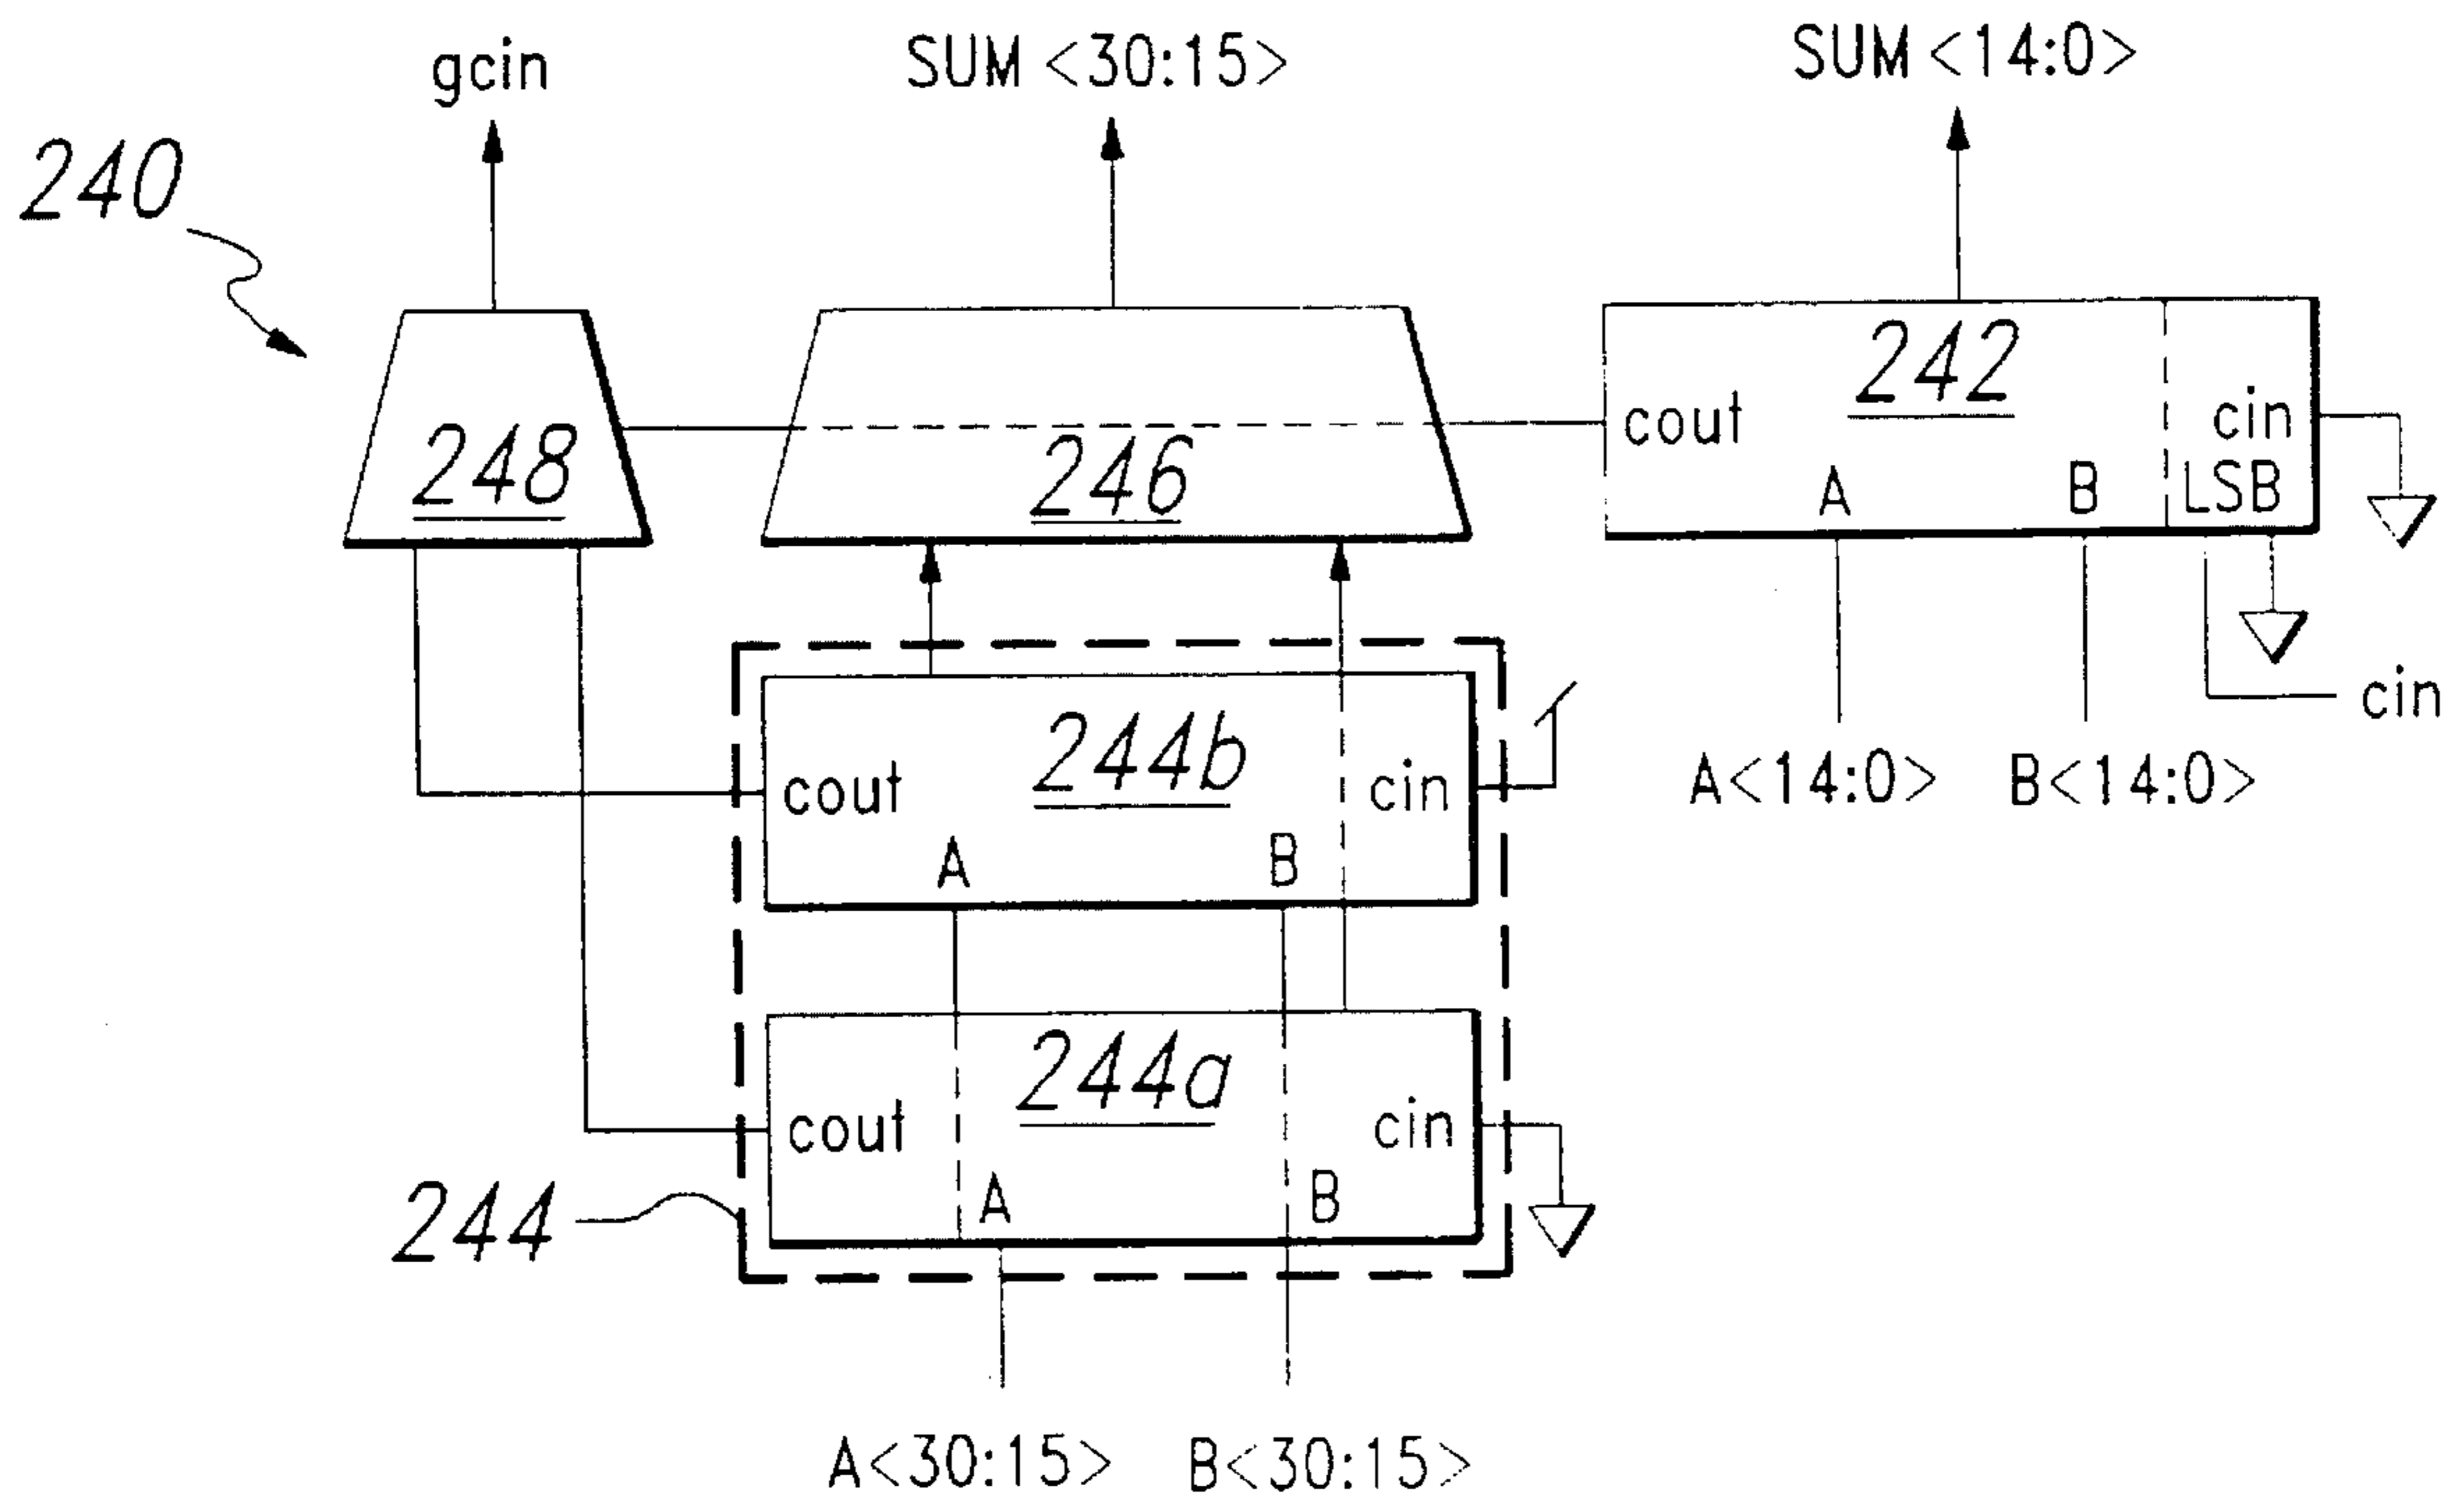 gcin
SUM <30:15>
SUM <14:0>
240
248
246
cout
242
cin
A
B
LSB
cin
A<14:0>
B<14:0>
cout
244b
cin
A
B
cout
244a
cin
A
B
244
A<30:15>
B<30:15>